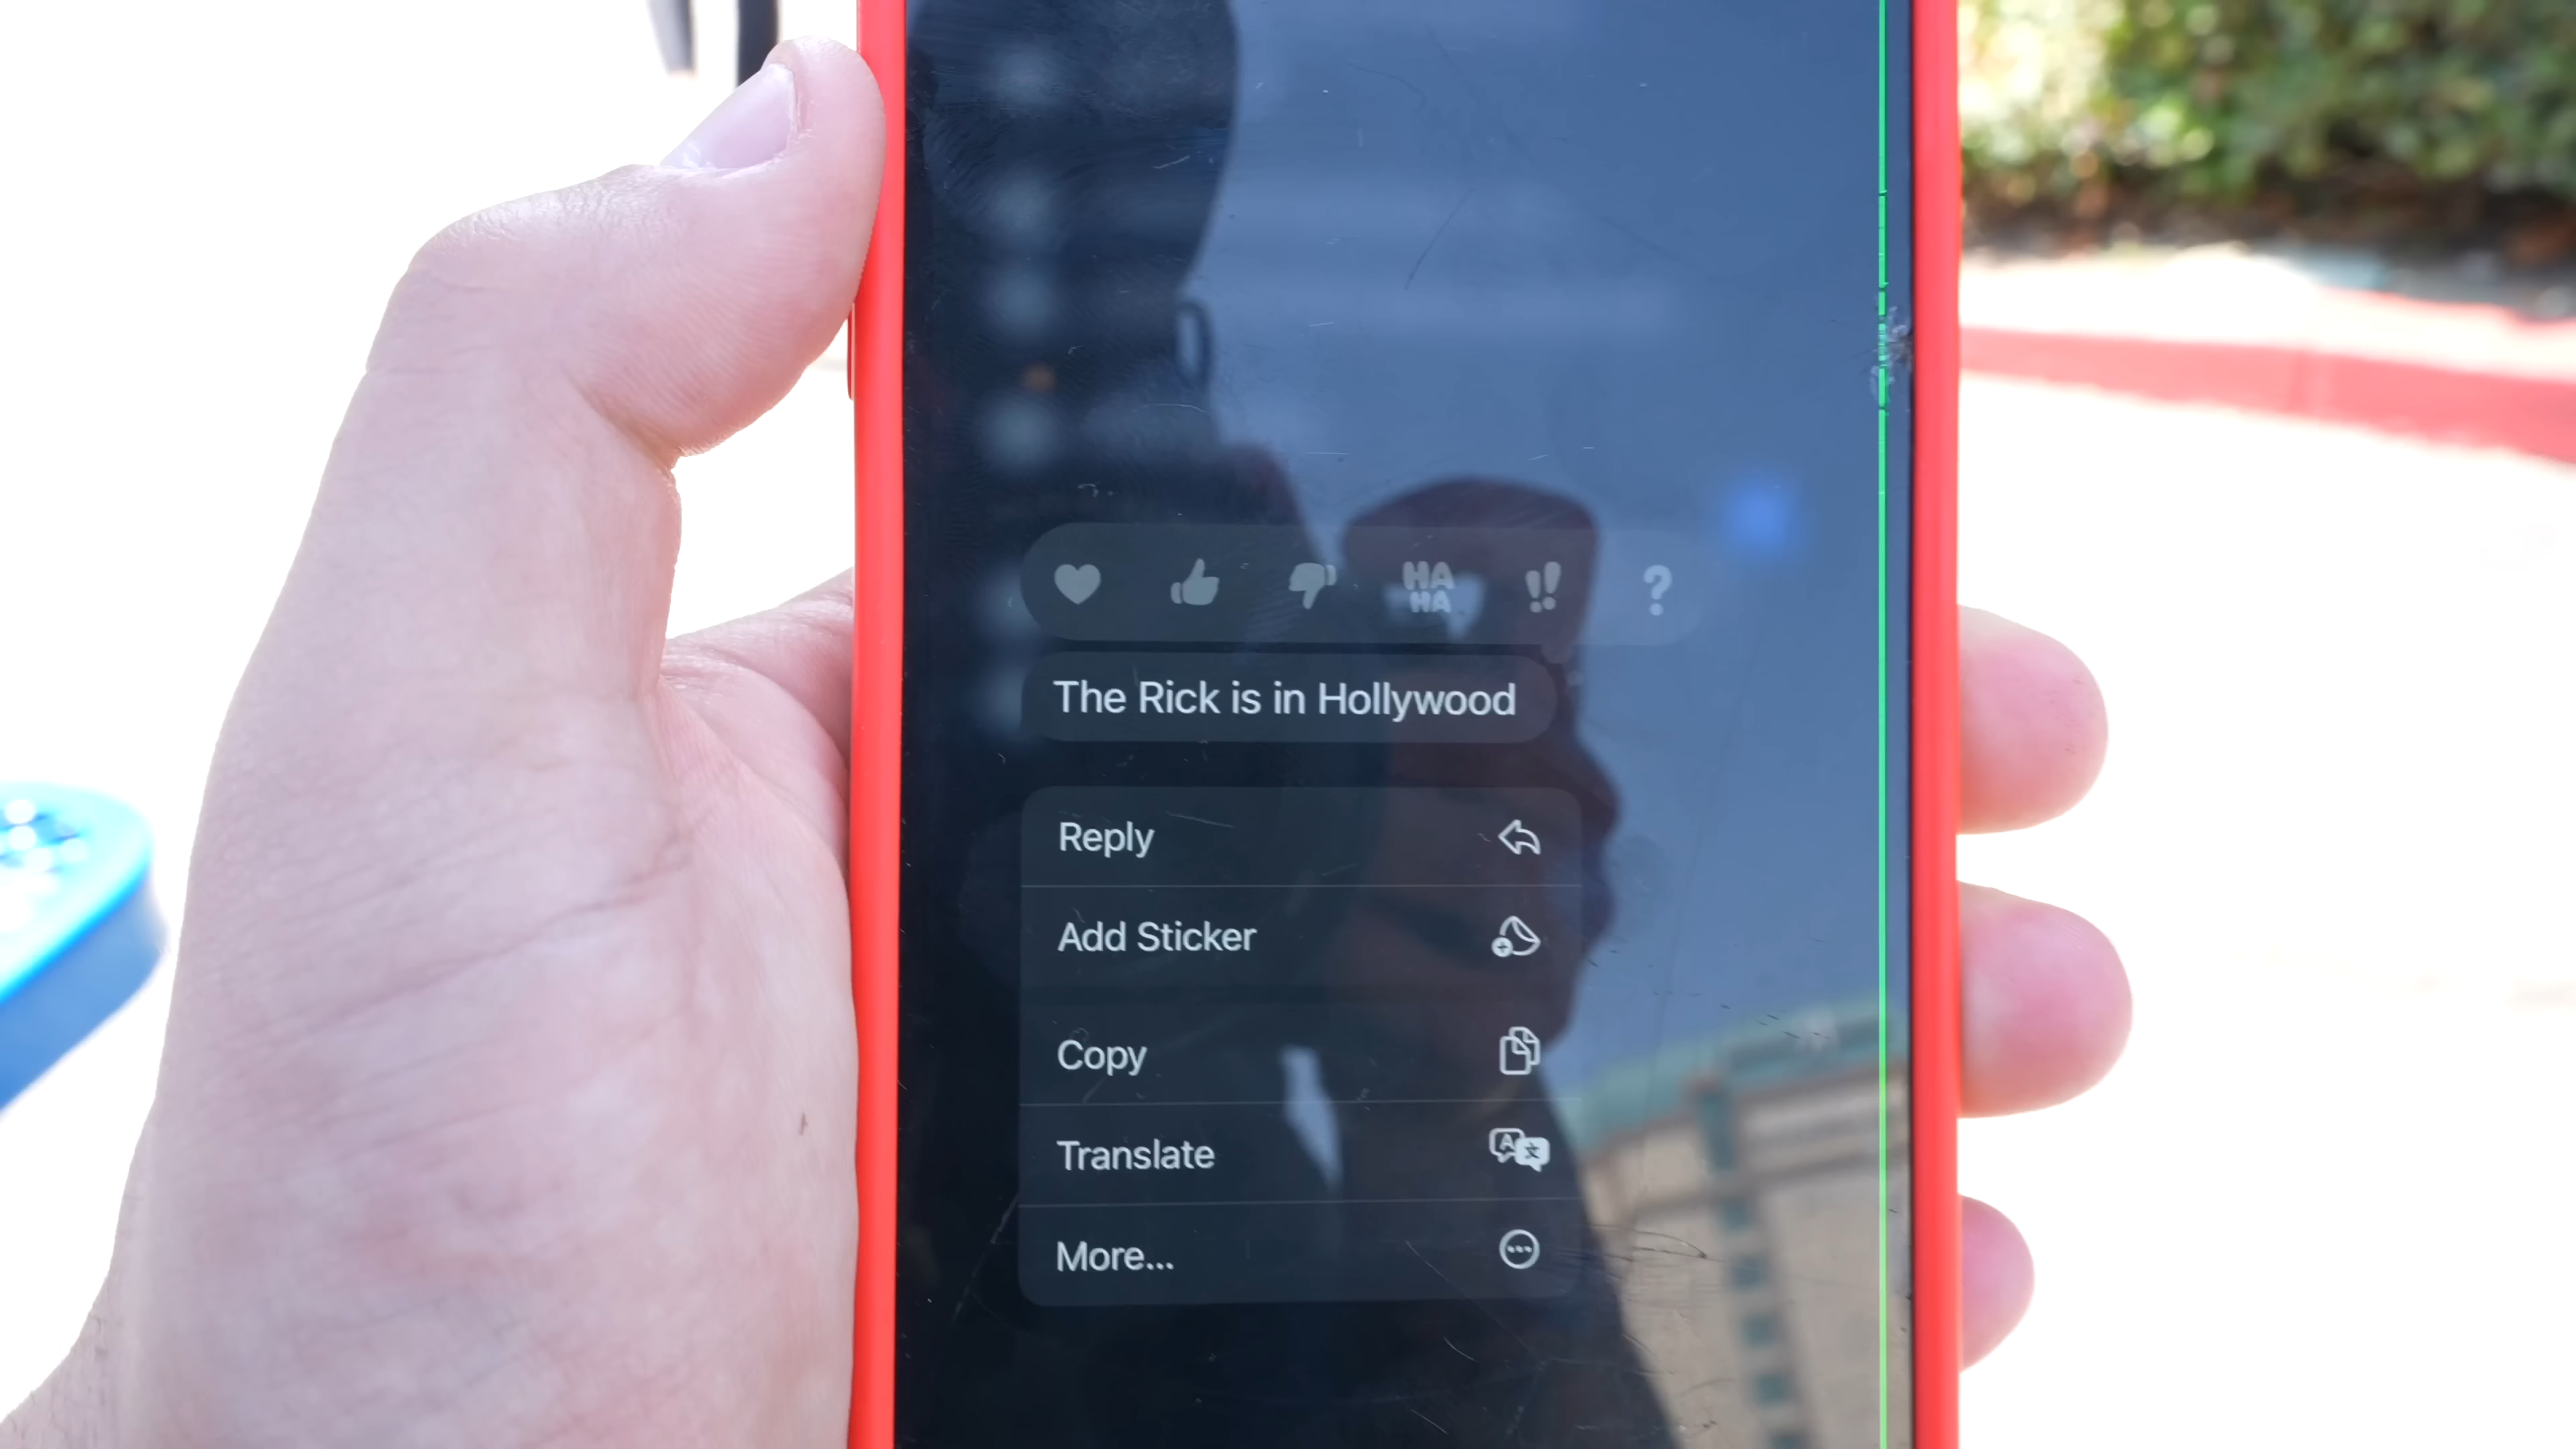 HA
HA
!!
?
The Rick is in Hollywood
Reply
Add Sticker
Copy
Translate
More...